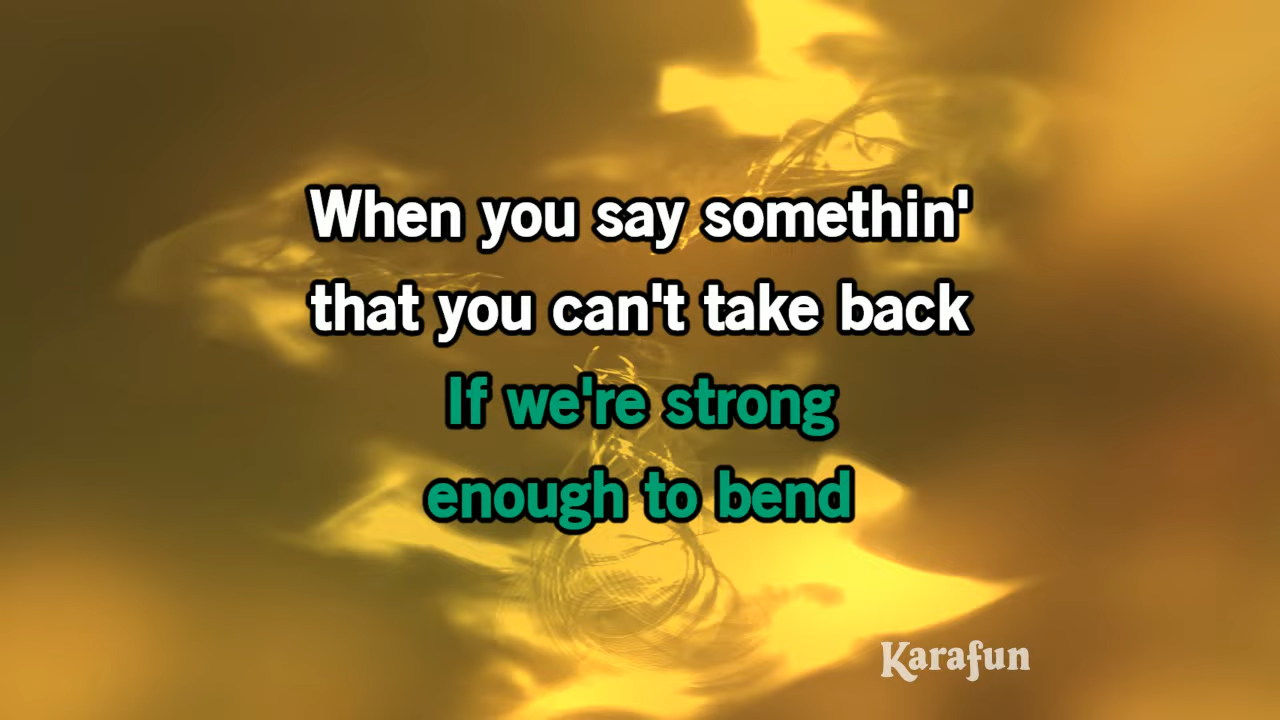 When you say somethin'
that you can't take back
If we're strong
enough to bend
Karafun